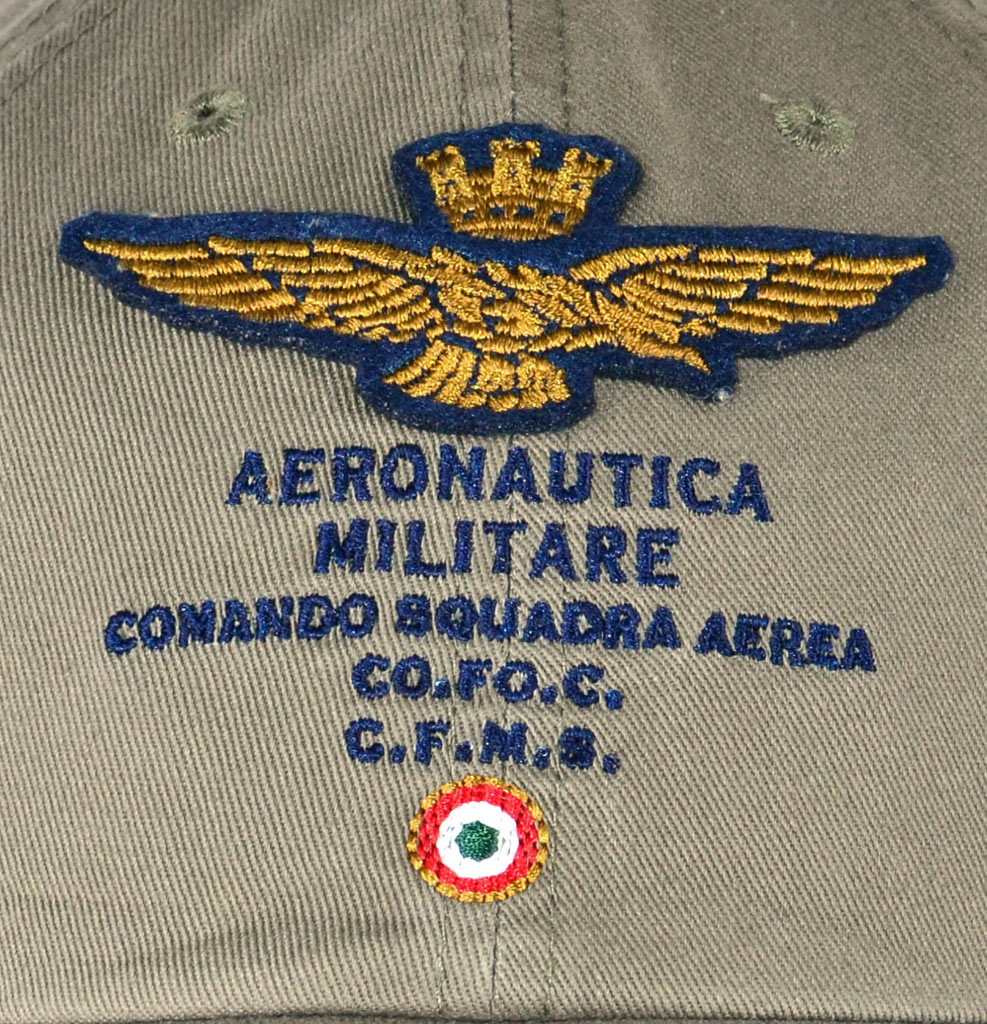 AERONAUTICA
MILITARE
COMANDO SQUADRA AEREA
CO.FO.C.
C.F.M.S.